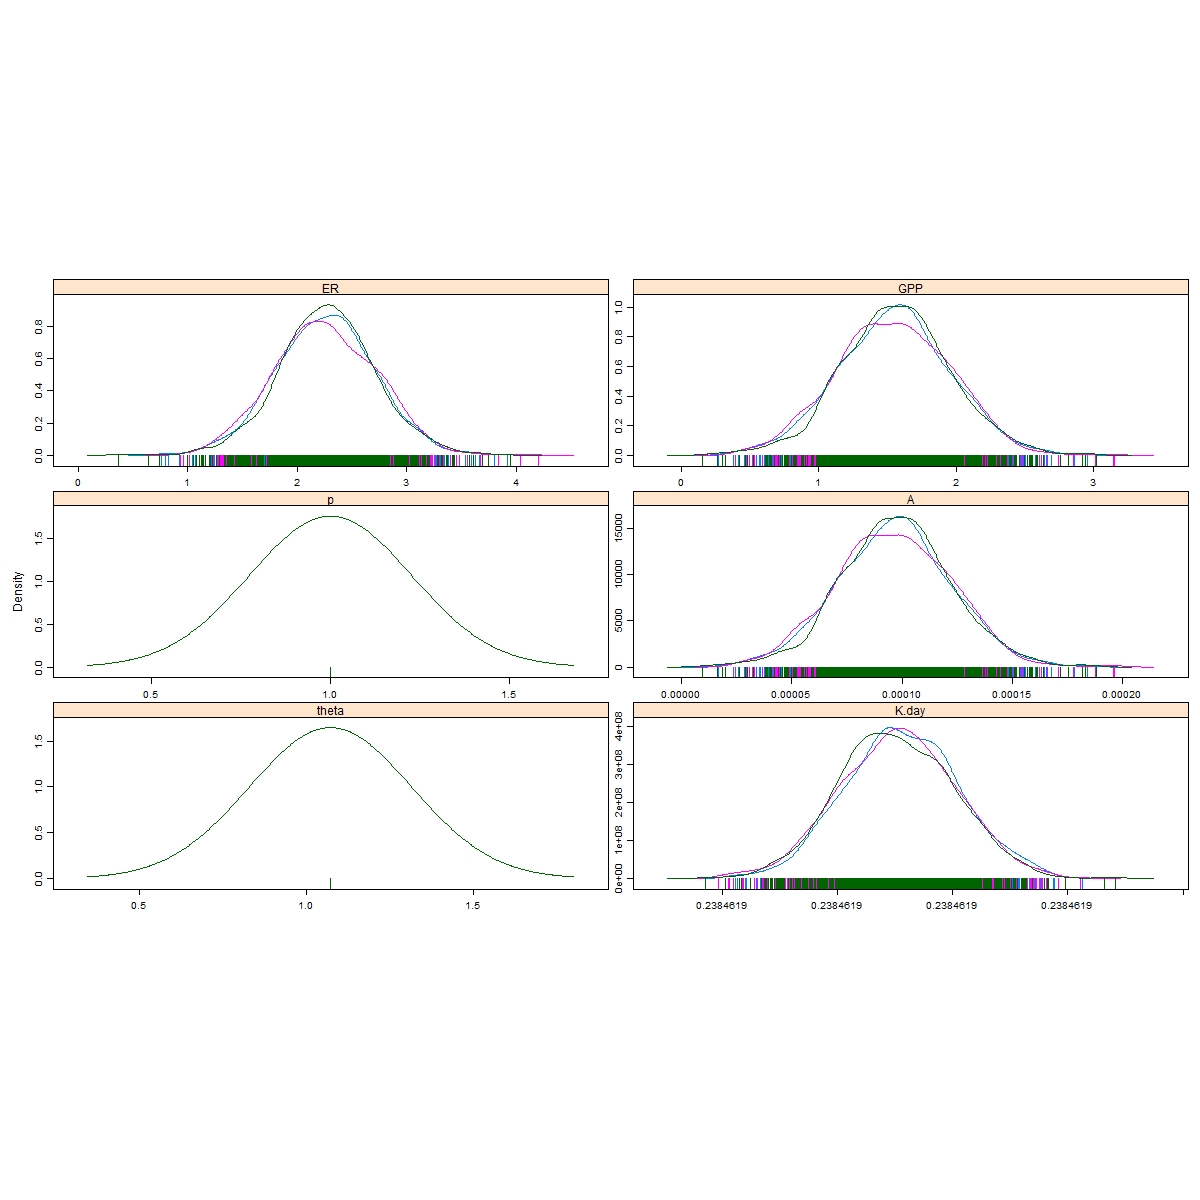 ER
GPP
0.0 0.2 0.4 0.6 0.8
0.0 0.2 0.4 0.6 0.8 1.0
0 1 2 3 4
0 1 2 3
p
A
Density
0.0 0.5 1.0 1.5
0 5000 10000 15000
0.5 1.0 1.5
0.00000 0.00005 0.00010 0.00015 0.00020
theta
K.day
0.0 0.5 1.0 1.5
0e+00 1e+08 2e+08 3e+08 4e+08
0.5 1.0 1.5
0.2384619 0.2384619 0.2384619 0.2384619